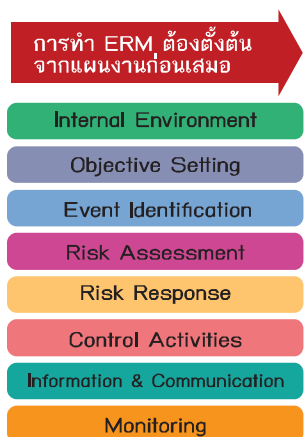 การทำ ERM ต้องตั้งต้น
จากแผนงานก่อนเสมอ
Internal Environment
Objective Setting
Event Identification
Risk Assessment
Risk Response
Control Activities
Information & Communication
Monitoring